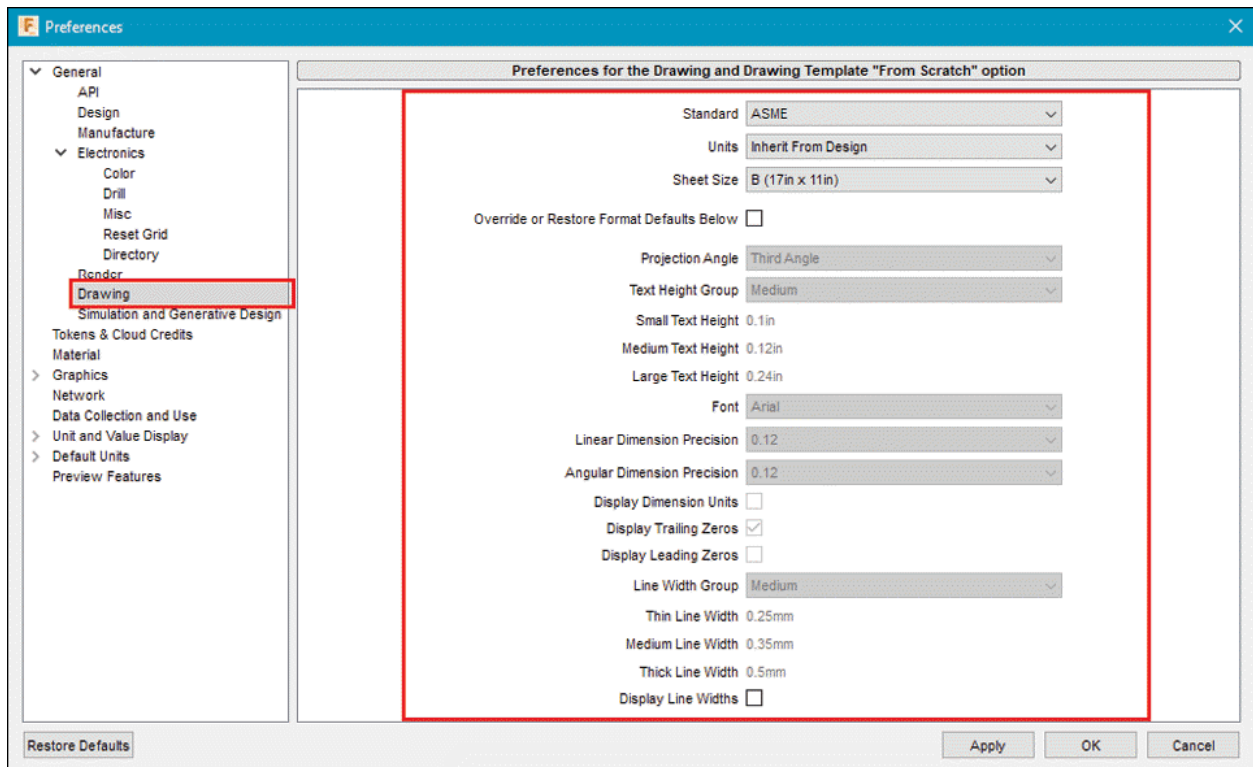 F Preferences
General
API
Design
Manufacture
Electronics
Color
Drill
Misc
Reset Grid
Directory
Render
Drawing
Simulation and Generative Design
Tokens & Cloud Credits
Material
Graphics
Network
Data Collection and Use
Unit and Value Display
Default Units
Preview Features
Preferences for the Drawing and Drawing Template "From Scratch" option
Standard ASME
Units Inherit From Design
Sheet Size B (17in x 11in)
Override or Restore Format Defaults Below
Projection Angle Third Angle
Text Height Group Medium
Small Text Height 0.1in
Medium Text Height 0.12in
Large Text Height 0.24in
Font Arial
Linear Dimension Precision 0.12
Angular Dimension Precision 0.12
Display Dimension Units
Display Trailing Zeros
Display Leading Zeros
Line Width Group Medium
Thin Line Width 0.25mm
Medium Line Width 0.35mm
Thick Line Width 0.5mm
Display Line Widths
Restore Defaults Apply OK Cancel